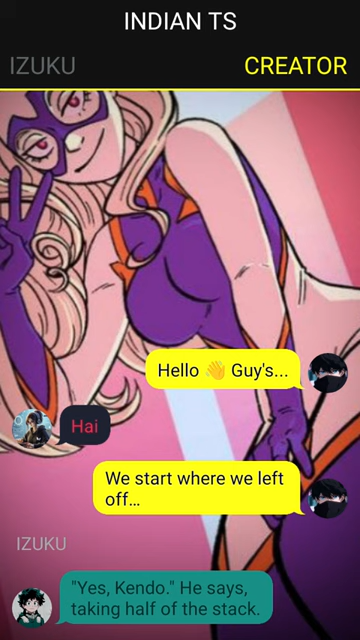 INDIAN TS
IZUKU
CREATOR
Hello 👋 Guy's...
Hai
We start where we left
off...
IZUKU
"Yes, Kendo." He says,
taking half of the stack.